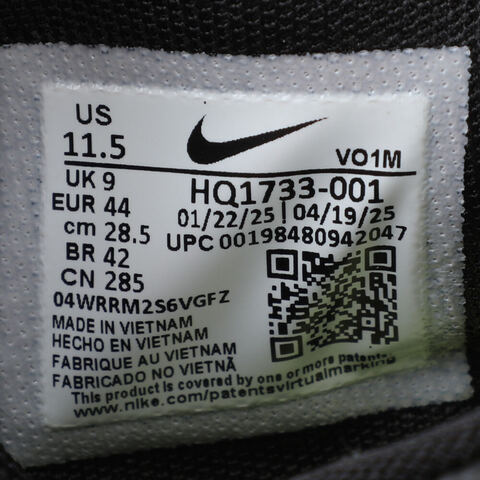 US
11.5
VO1M
UK 9
HQ1733-001
EUR 44
01/22/25 | 04/19/25
cm 28.5
UPC 00198480942047
BR 42
CN 285
04WRRM2S6VGFZ
MADE IN VIETNAM
HECHO EN VIETNAM
FABRIQUE AU VIETNAM
FABRICADO NO VIETNÃ
This product is covered by one or more patents.
www.nike.com/patentsvirtualmarking